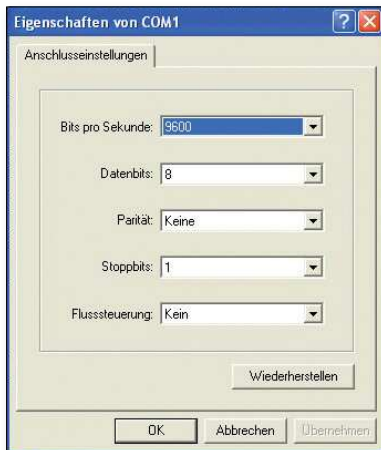 Eigenschaften von COM1
Anschlusseinstellungen
Bits pro Sekunde: 9600
Datenbits: 8
Parität: Keine
Stoppbits: 1
Flusssteuerung: Kein
Wiederherstellen
OK Abbrechen Übernehmen